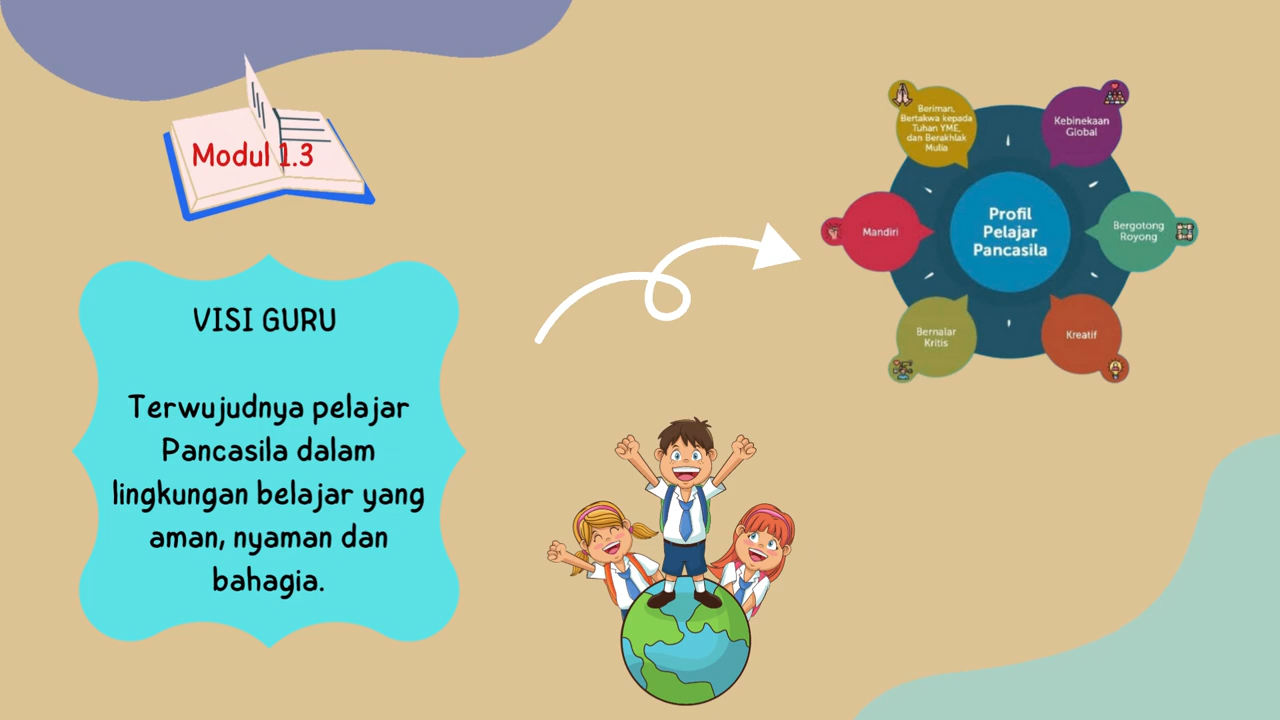 Modul 1.3
VISI GURU
Terwujudnya pelajar
Pancasila dalam
lingkungan belajar yang
aman, nyaman dan
bahagia.
Beriman,
Bertakwa kepada
Tuhan YME,
dan Berakhlak
Mulia
Kebinekaan
Global
Mandiri
Profil
Pelajar
Pancasila
Bergotong
Royong
Bernalar
Kritis
Kreatif